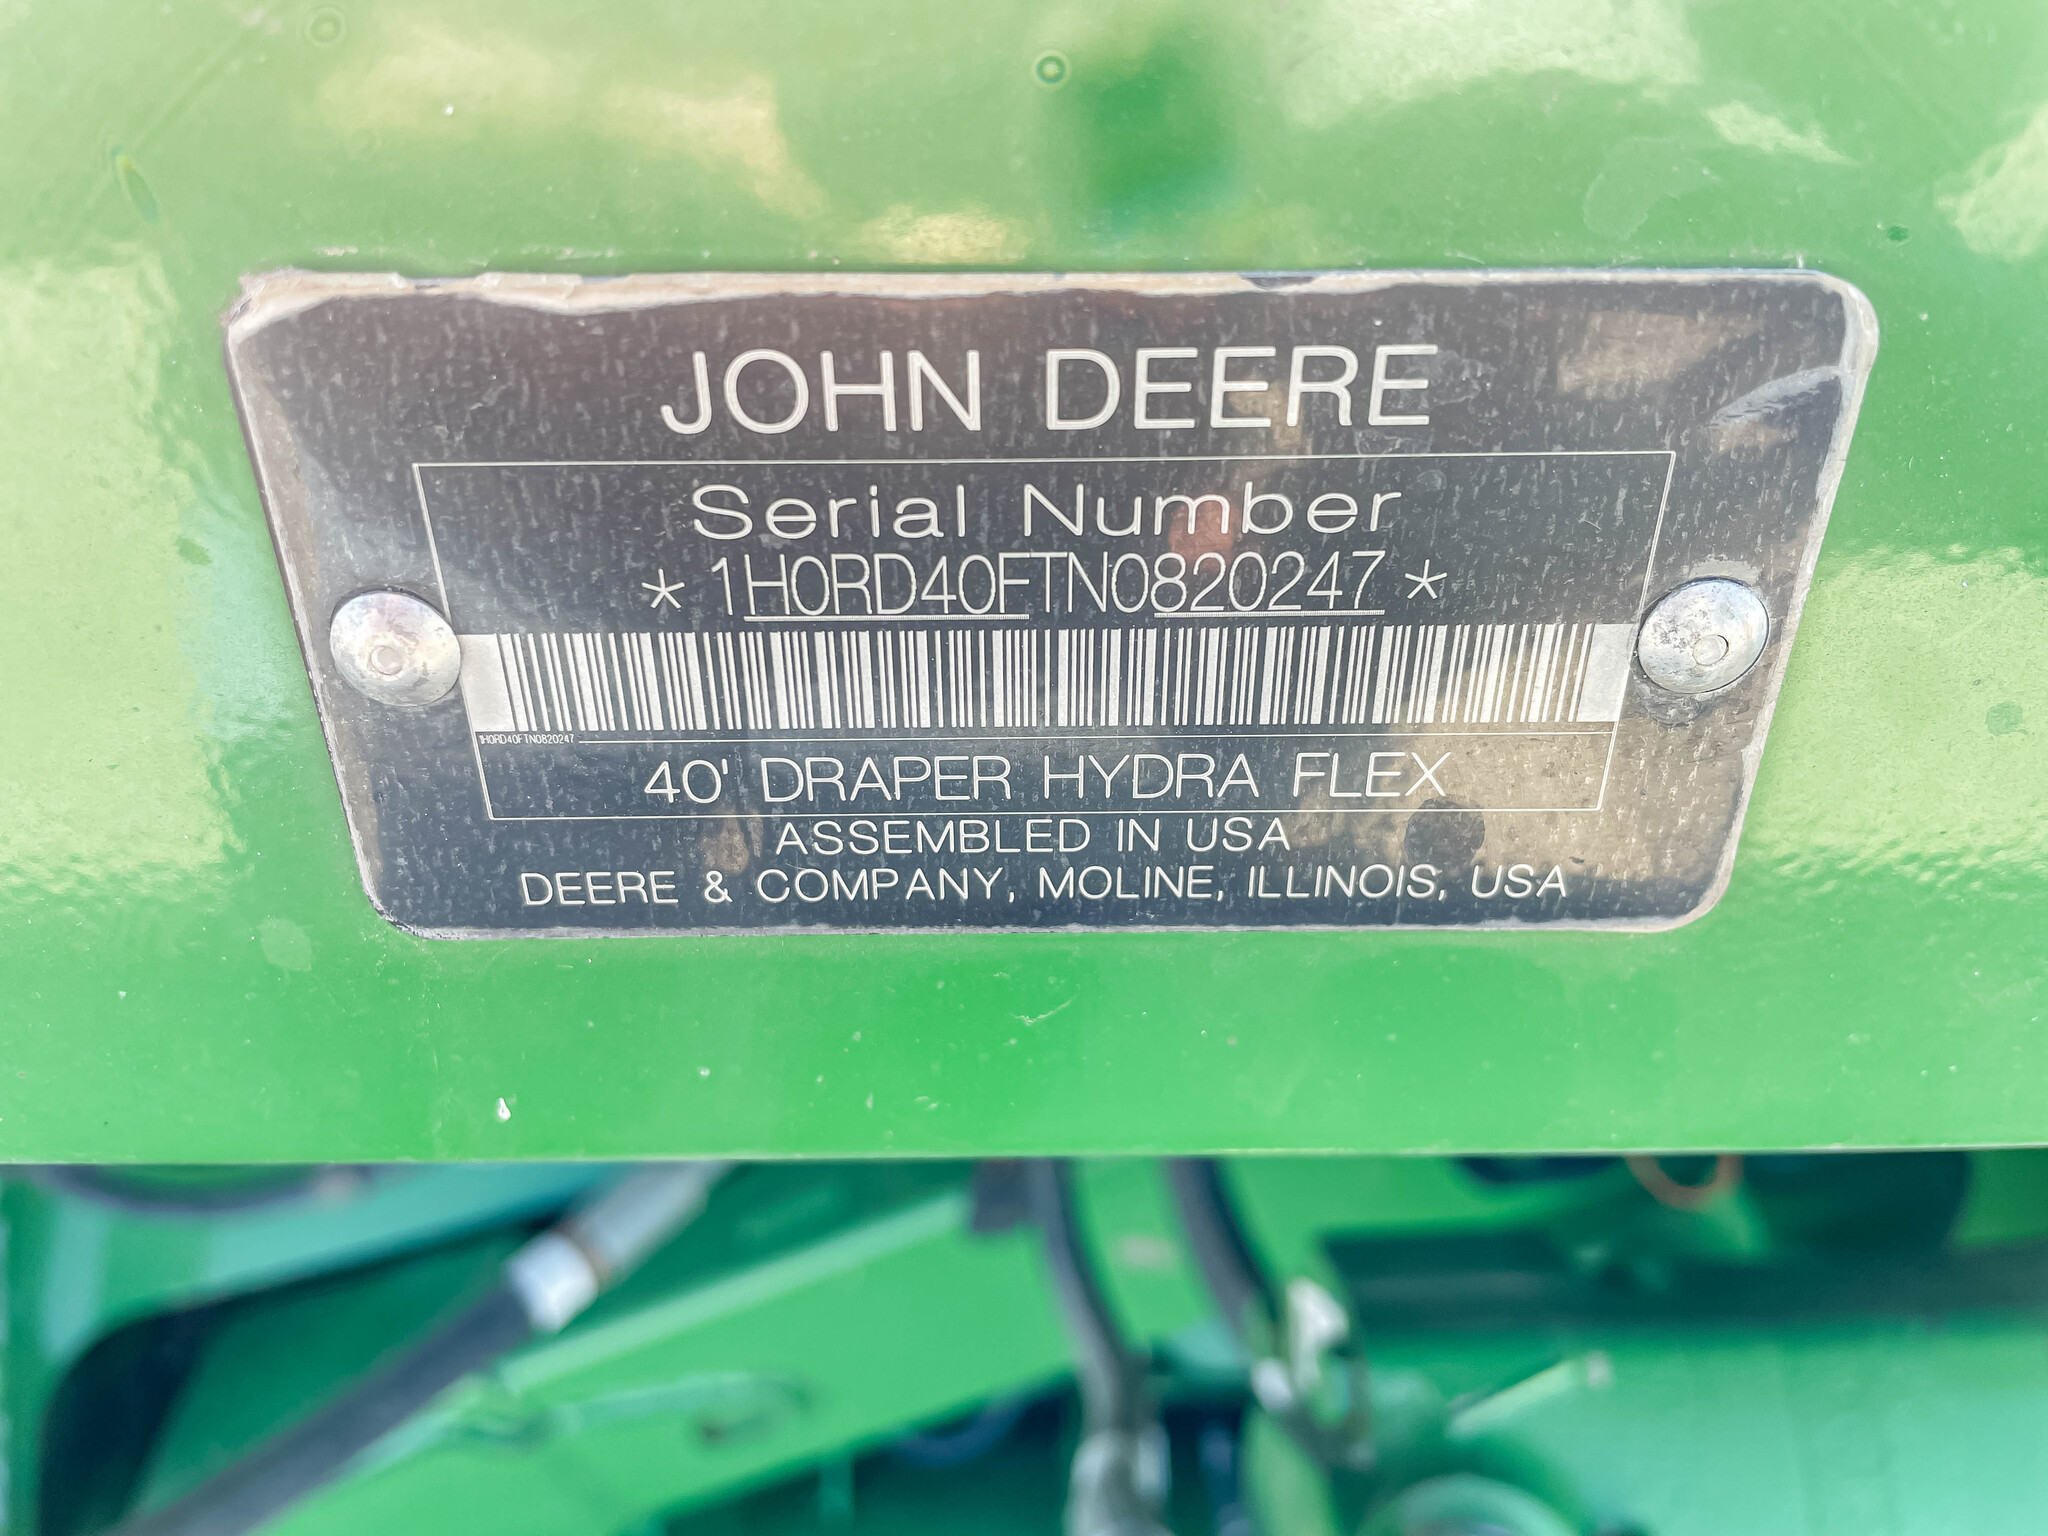 JOHN DEERE
Serial Number
* 1H0RD40FTN0820247 *
1H0RD40FTN0820247
40' DRAPER HYDRA FLEX
ASSEMBLED IN USA
DEERE & COMPANY, MOLINE, ILLINOIS, USA